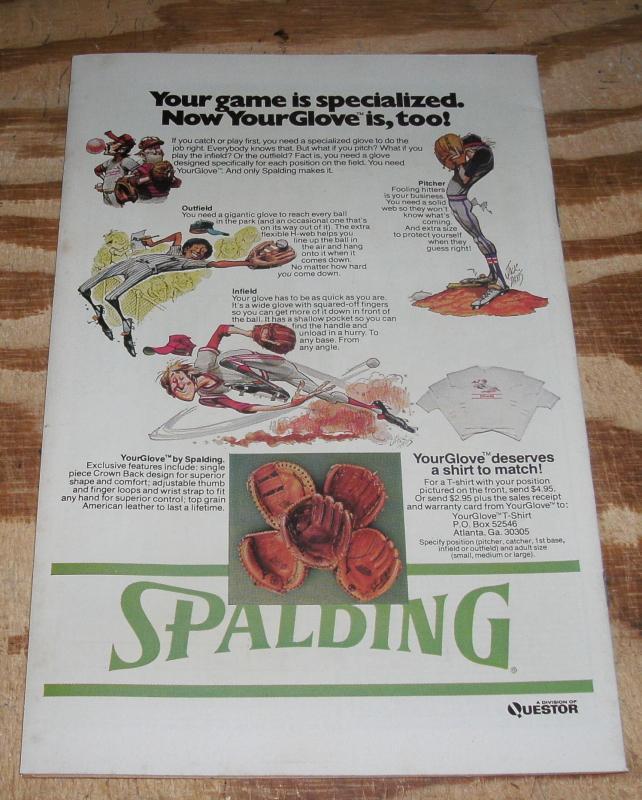 Your game is specialized.
Now YourGlove™ is, too!
If you catch or play first, you need a specialized glove to do the
job right. Everybody knows that. But what if you pitch? What if you
play the infield? Or the outfield? Fact is, you need a glove
designed specifically for each position on the field. You need
YourGlove™. And only Spalding makes it.
Pitcher
Fooling hitters
is your business.
You need a solid
web so they won't
know what's
coming.
And extra size
to protect yourself
when they
guess right!
Outfield
You need a gigantic glove to reach every ball
in the park (and an occasional one that's
on its way out of it). The extra
flexible H-web helps you
line up the ball in
the air and hang
onto it when it
comes down.
No matter how hard
you come down.
Infield
Your glove has to be as quick as you are.
It's a wide glove with squared-off fingers
so you can get more of it down in front of
the ball. It has a shallow pocket so you can
find the handle and
unload in a hurry. To
any base. From
any angle.
YourGlove™ by Spalding.
Exclusive features include: single
piece Crown Back design for superior
shape and comfort; adjustable thumb
and finger loops and wrist strap to fit
any hand for superior control; top grain
American leather to last a lifetime.
YourGlove™ deserves
a shirt to match!
For a T-shirt with your position
pictured on the front, send $4.95.
Or send $2.95 plus the sales receipt
and warranty card from YourGlove™ to:
YourGlove™ T-Shirt
P.O. Box 52546
Atlanta, Ga. 30305
Specify position (pitcher, catcher, 1st base,
infield or outfield) and adult size
(small, medium or large).
SPALDING®
A DIVISION OF
QUESTOR